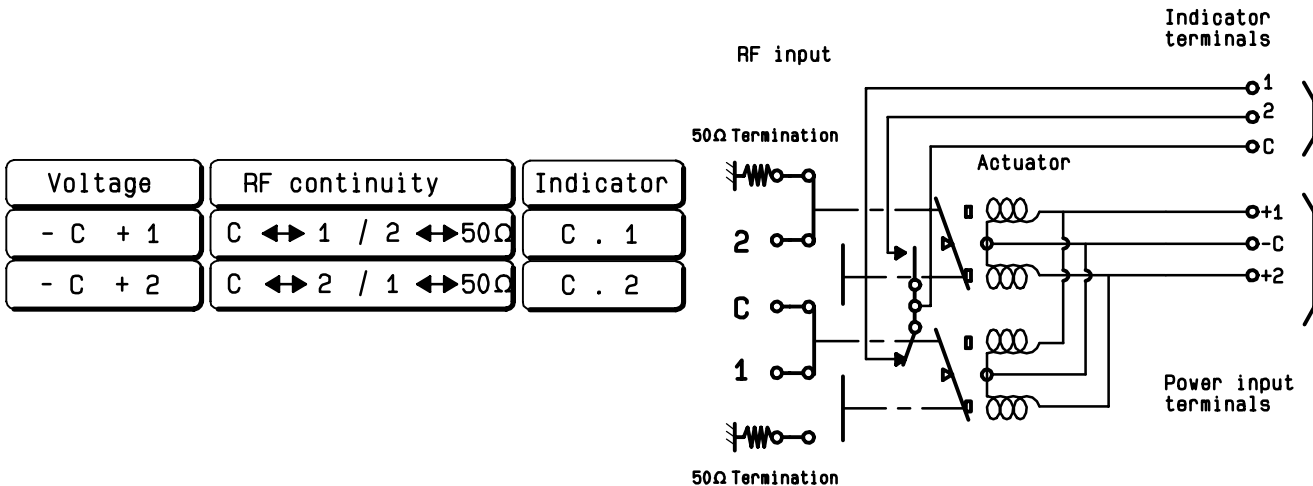 Voltage RF continuity Indicator
- C + 1 C ↔ 1 / 2 ↔ 50Ω C . 1
- C + 2 C ↔ 2 / 1 ↔ 50Ω C . 2
Indicator
terminals
RF input
1
2
C
50Ω Termination
Actuator
2
C
1
+1
-C
+2
Power input
terminals
50Ω Termination